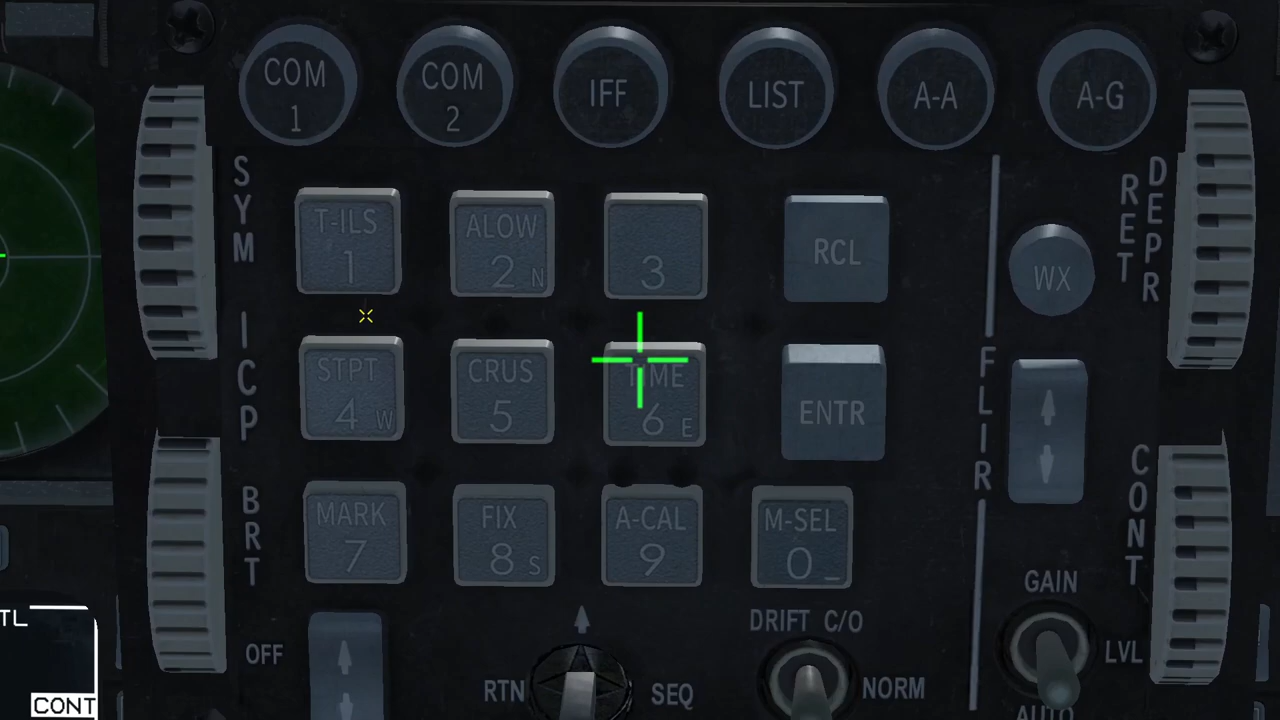 COM
1
COM
2
IFF
LIST
A-A
A-G
SYM
T-ILS
1
ALOW
2 N
3
RCL
WX
RET
DEPR
ICP
STPT
4 W
CRUS
5
TIME
6 E
ENTR
FLIR
BRT
MARK
7
FIX
8 S
A-CAL
9
M-SEL
0 _
CONT
GAIN
DRIFT C/O
OFF
RTN
SEQ
NORM
LVL
AUTO
TL
CONT